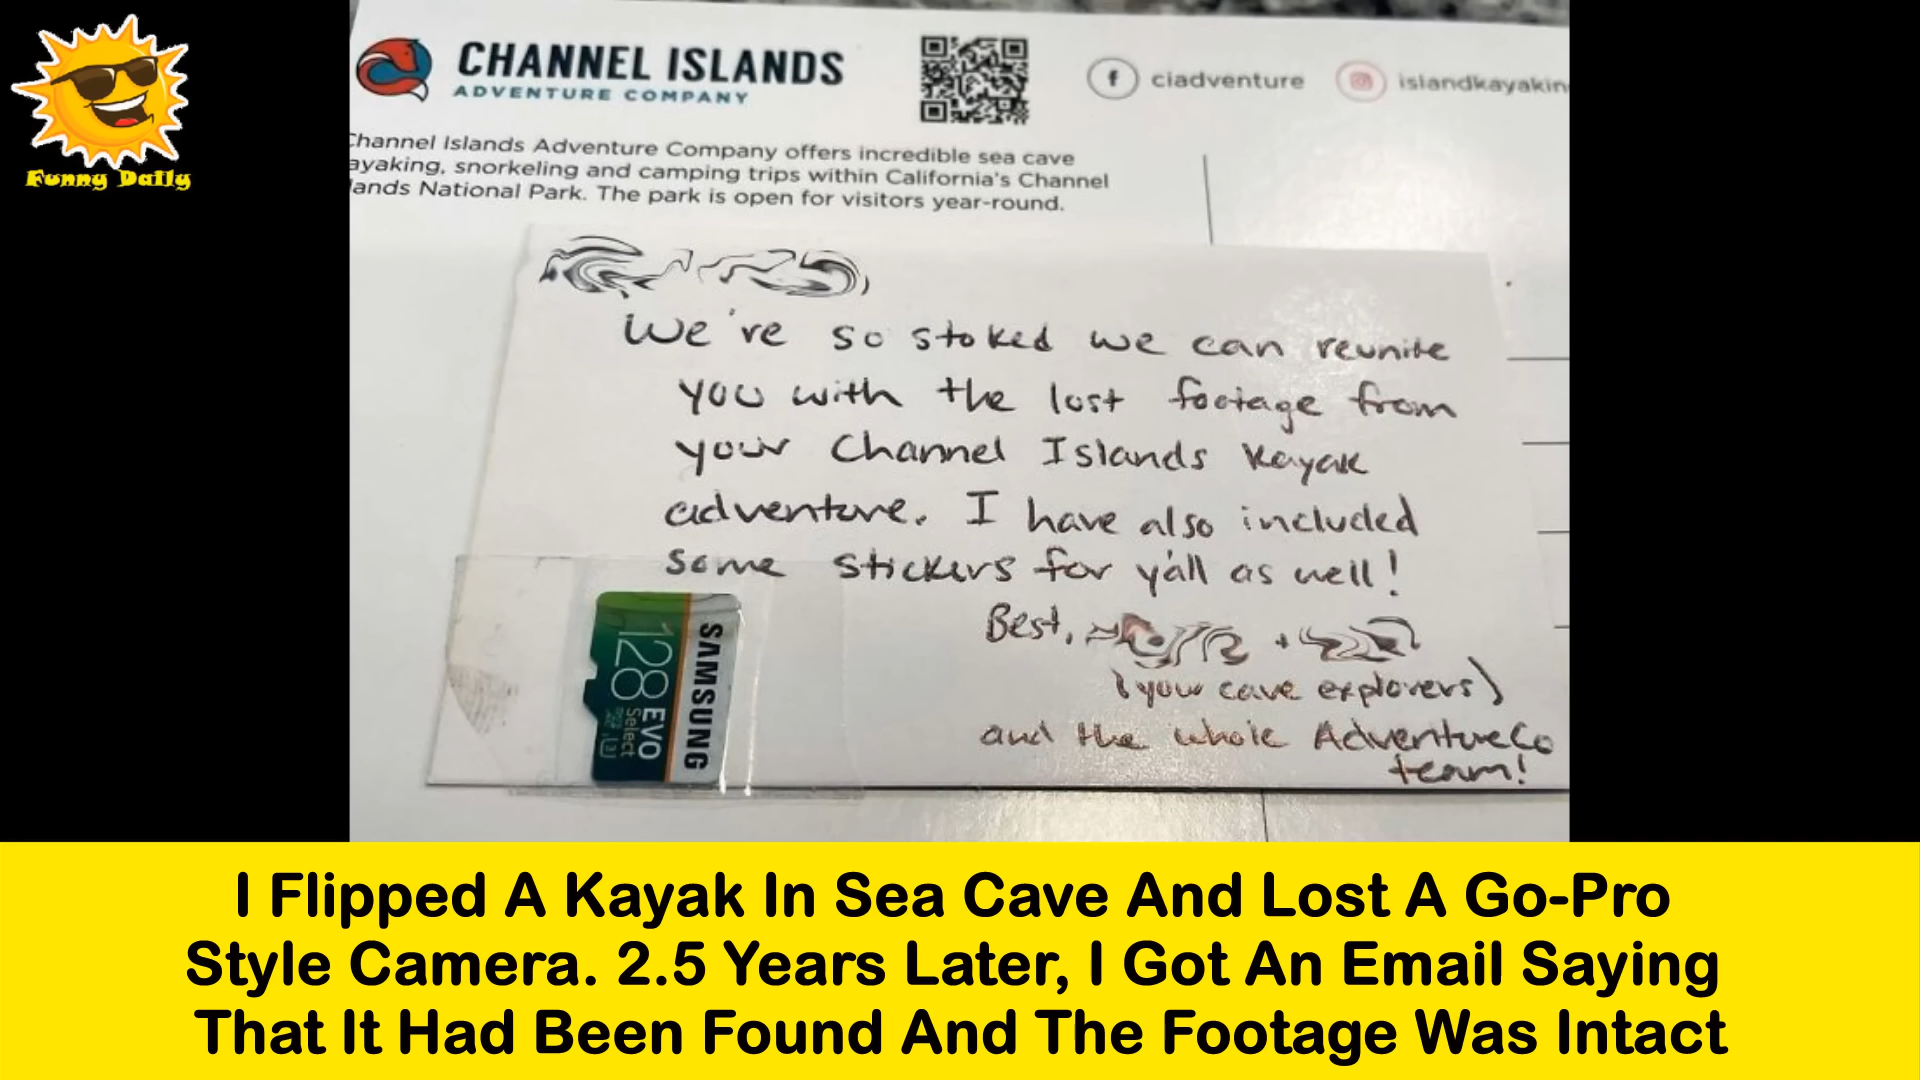 Funny Daily
CHANNEL ISLANDS
ADVENTURE COMPANY
ciadventure
islandkayakin
Channel Islands Adventure Company offers incredible sea cave
ayaking, snorkeling and camping trips within California's Channel
lands National Park. The park is open for visitors year-round.
We're so stoked we can reunite
you with the lost footage from
your Channel Islands Kayak
adventure. I have also included
some stickers for y'all as well!
Best, +
(your cave explorers)
and the whole AdventureCo
team!
SAMSUNG
EVO
Select
128
I Flipped A Kayak In Sea Cave And Lost A Go-Pro
Style Camera. 2.5 Years Later, I Got An Email Saying
That It Had Been Found And The Footage Was Intact